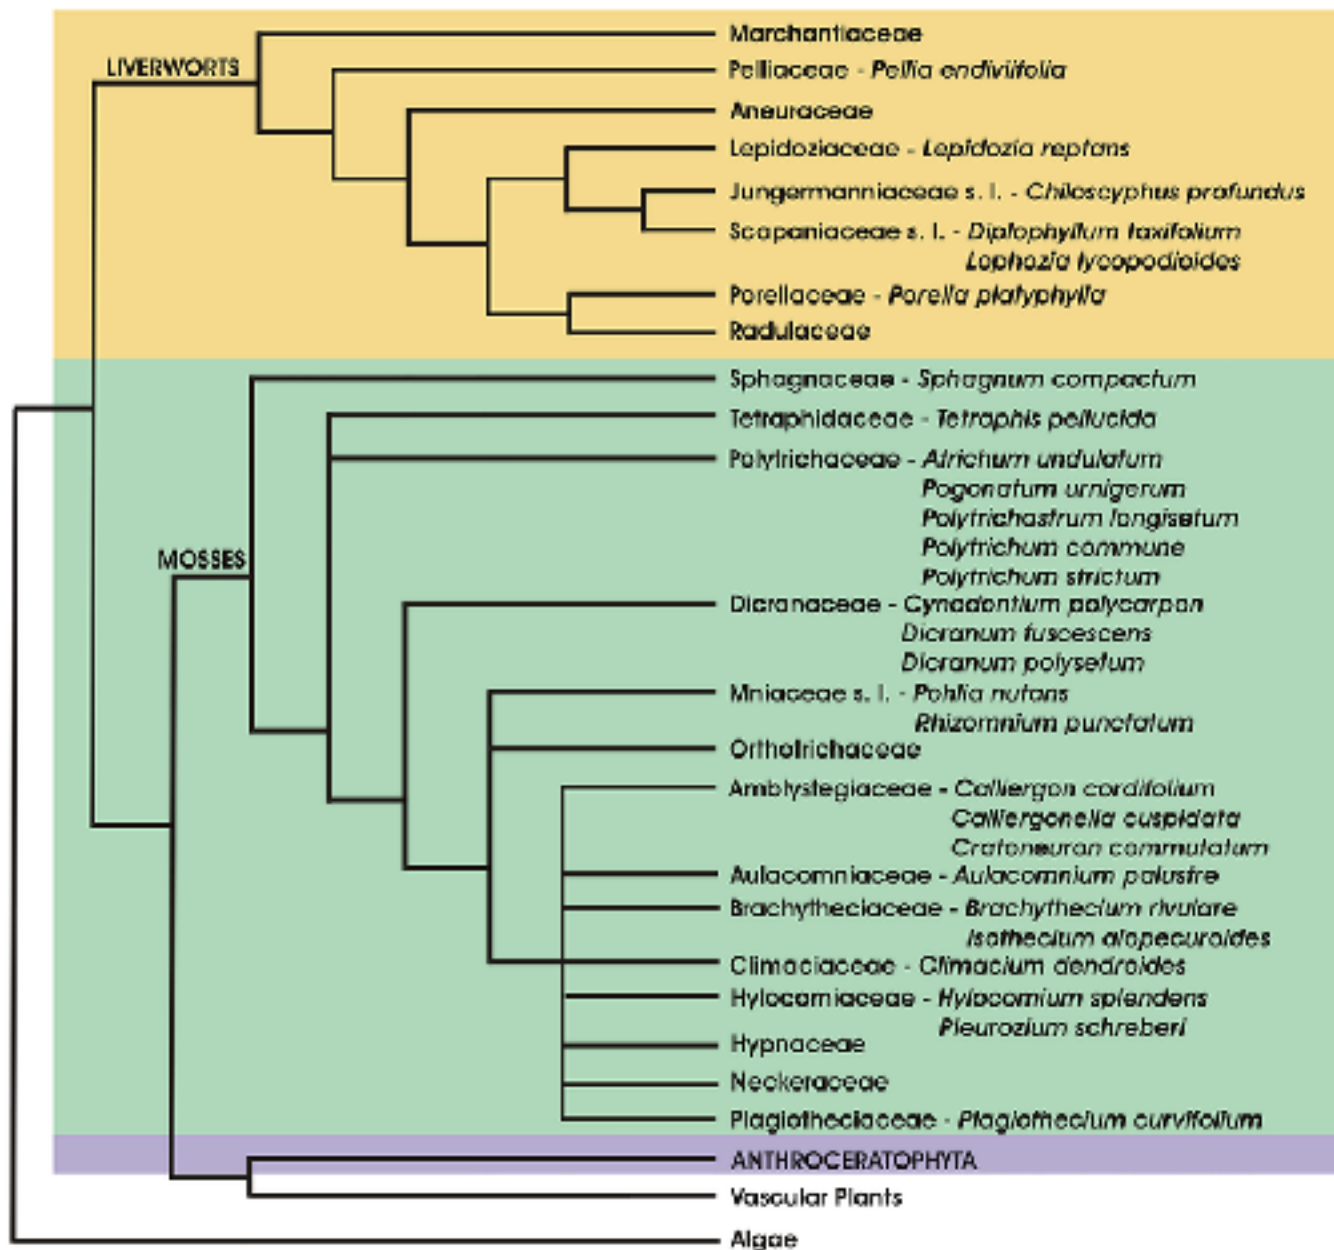 LIVERWORTS
Marchantiaceae
Pelliaceae - Pellia endiviifolia
Aneuraceae
Lepidoziaceae - Lepidozia reptans
Jungermanniaceae s. l. - Chiloscyphus profundus
Scapaniaceae s. l. - Diplophyllum taxifolium
Lophozia lycopodioides
Porellaceae - Porella platyphylla
Radulaceae
Sphagnaceae - Sphagnum compactum
Tetraphidaceae - Tetraphis pellucida
Polytrichaceae - Atrichum undulatum
Pogonatum urnigerum
Polytrichastrum longisetum
MOSSES
Polytrichum commune
Polytrichum strictum
Dicranaceae - Cynodontium polycarpon
Dicranum fuscescens
Dicranum polysetum
Mniaceae s. l. - Pohlia nutans
Rhizomnium punctatum
Orthotrichaceae
Amblystegiaceae - Calliergon cordifolium
Calliergonella cuspidata
Cratoneuron commutatum
Aulacomniaceae - Aulacomnium palustre
Brachytheciaceae - Brachythecium rivulare
Isothecium alopecuroides
Climaciaceae - Climacium dendroides
Hylocomiaceae - Hylocomium splendens
Pleurozium schreberi
Hypnaceae
Neckeraceae
Plagiotheciaceae - Plagiothecium curvifolium
ANTHROCERATOPHYTA
Vascular Plants
Algae